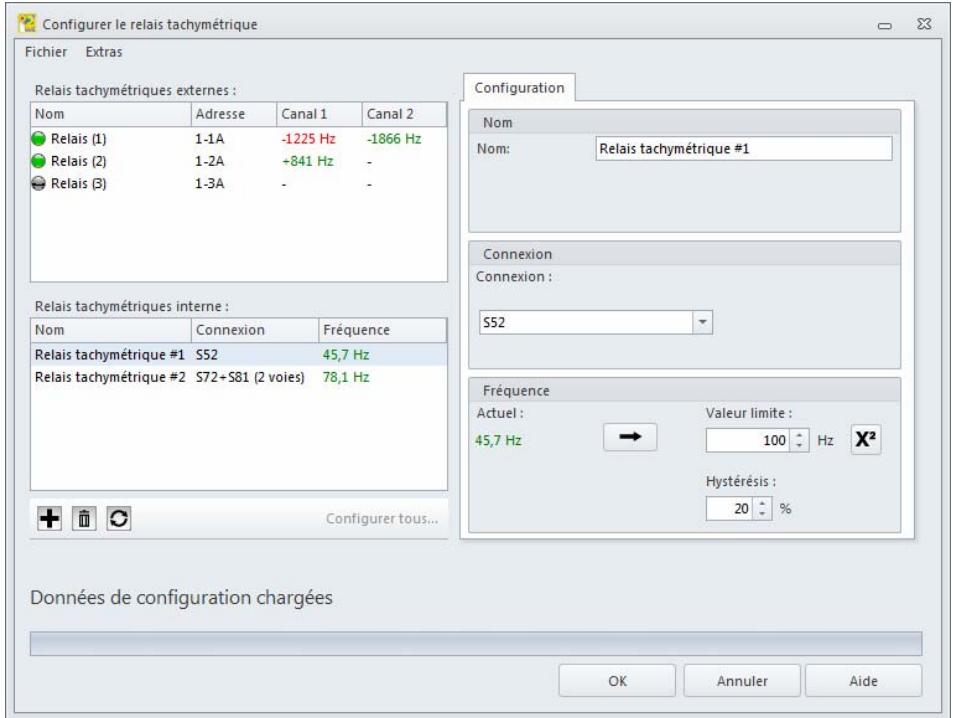 Configurer le relais tachymétrique
Fichier Extras
Relais tachymétriques externes :
Nom Adresse Canal 1 Canal 2
Relais (1) 1-1A -1225 Hz -1866 Hz
Relais (2) 1-2A +841 Hz -
Relais (3) 1-3A - -
Relais tachymétriques interne :
Nom Connexion Fréquence
Relais tachymétrique #1 S52 45,7 Hz
Relais tachymétrique #2 S72+S81 (2 voies) 78,1 Hz
Configurer tous...
Configuration
Nom
Nom: Relais tachymétrique #1
Connexion
Connexion :
S52
Fréquence
Actuel : Valeur limite :
45,7 Hz 100 Hz X²
Hystérésis :
20 %
Données de configuration chargées
OK Annuler Aide